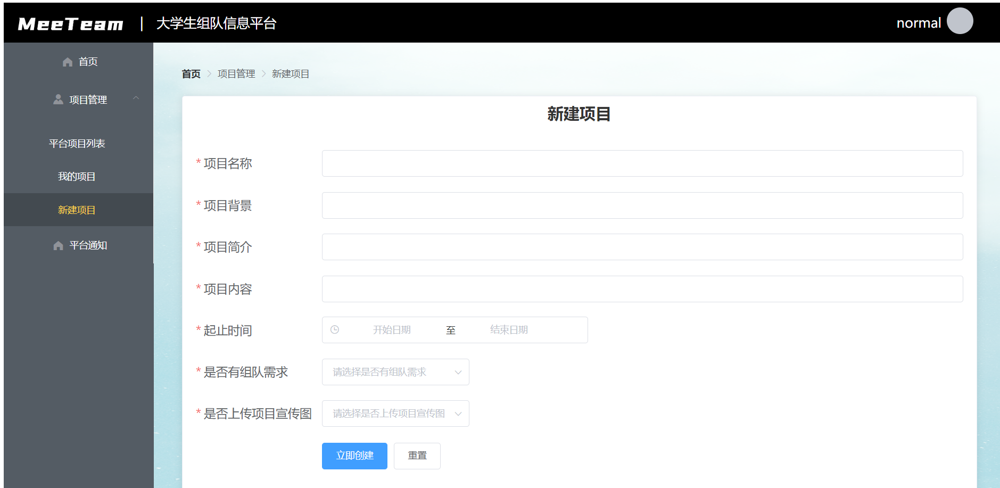 MeeTeam | 大学生组队信息平台
normal
首页
项目管理
平台项目列表
我的项目
新建项目
平台通知
首页 > 项目管理 > 新建项目
新建项目
* 项目名称
* 项目背景
* 项目简介
* 项目内容
* 起止时间 开始日期 至 结束日期
* 是否有组队需求 请选择是否有组队需求
* 是否上传项目宣传图 请选择是否上传项目宣传图
立即创建 重置